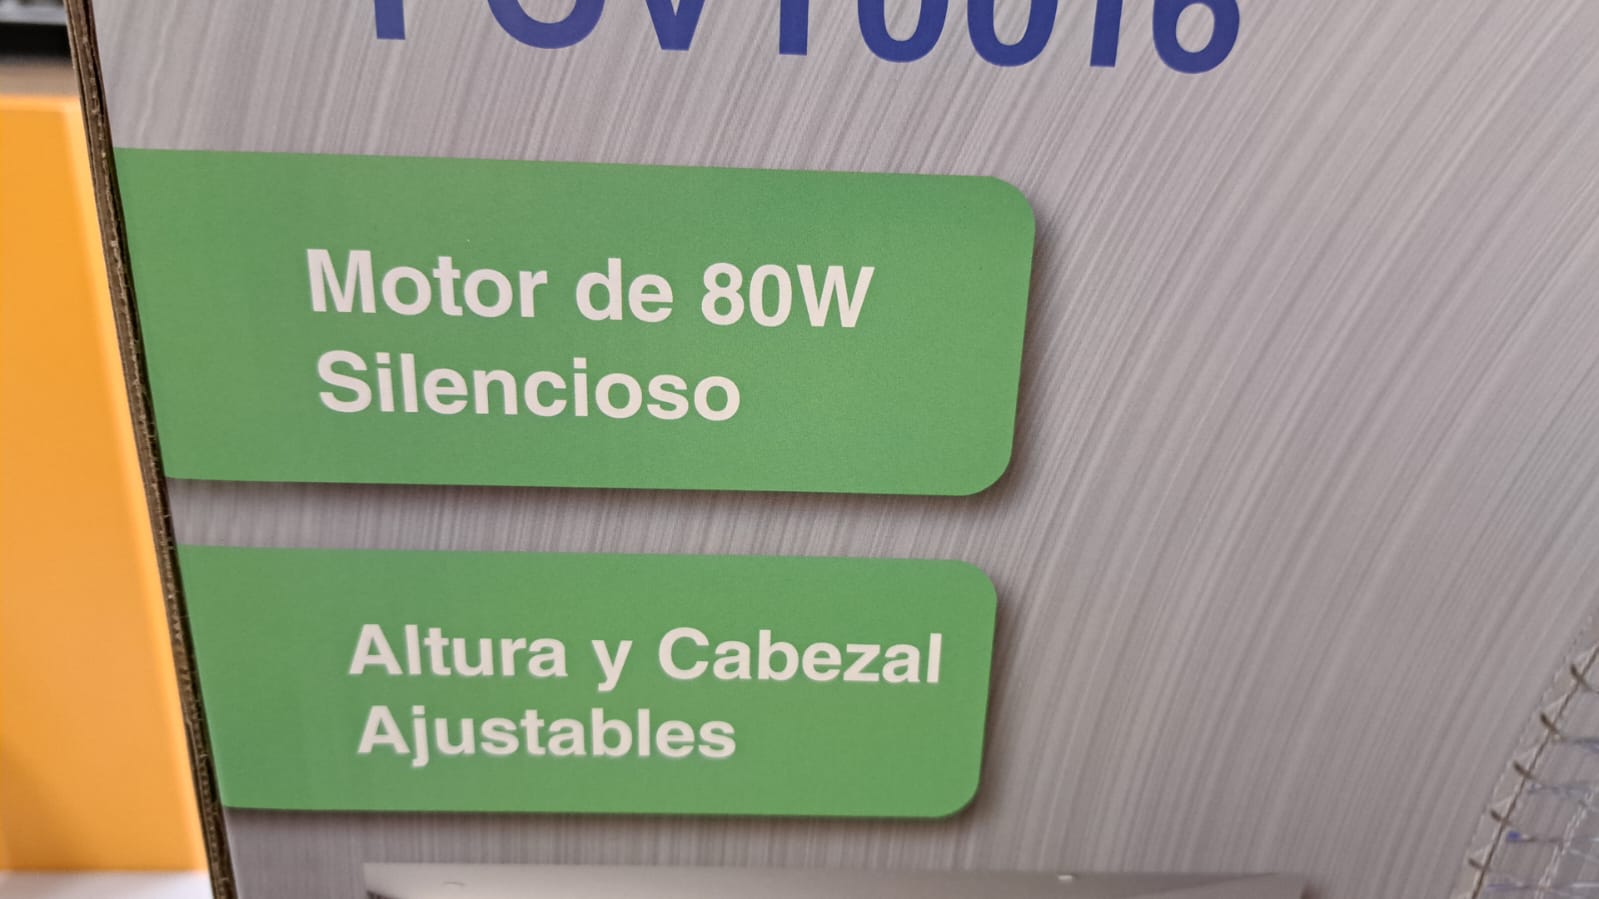 Motor de 80W
Silencioso
Altura y Cabezal
Ajustables